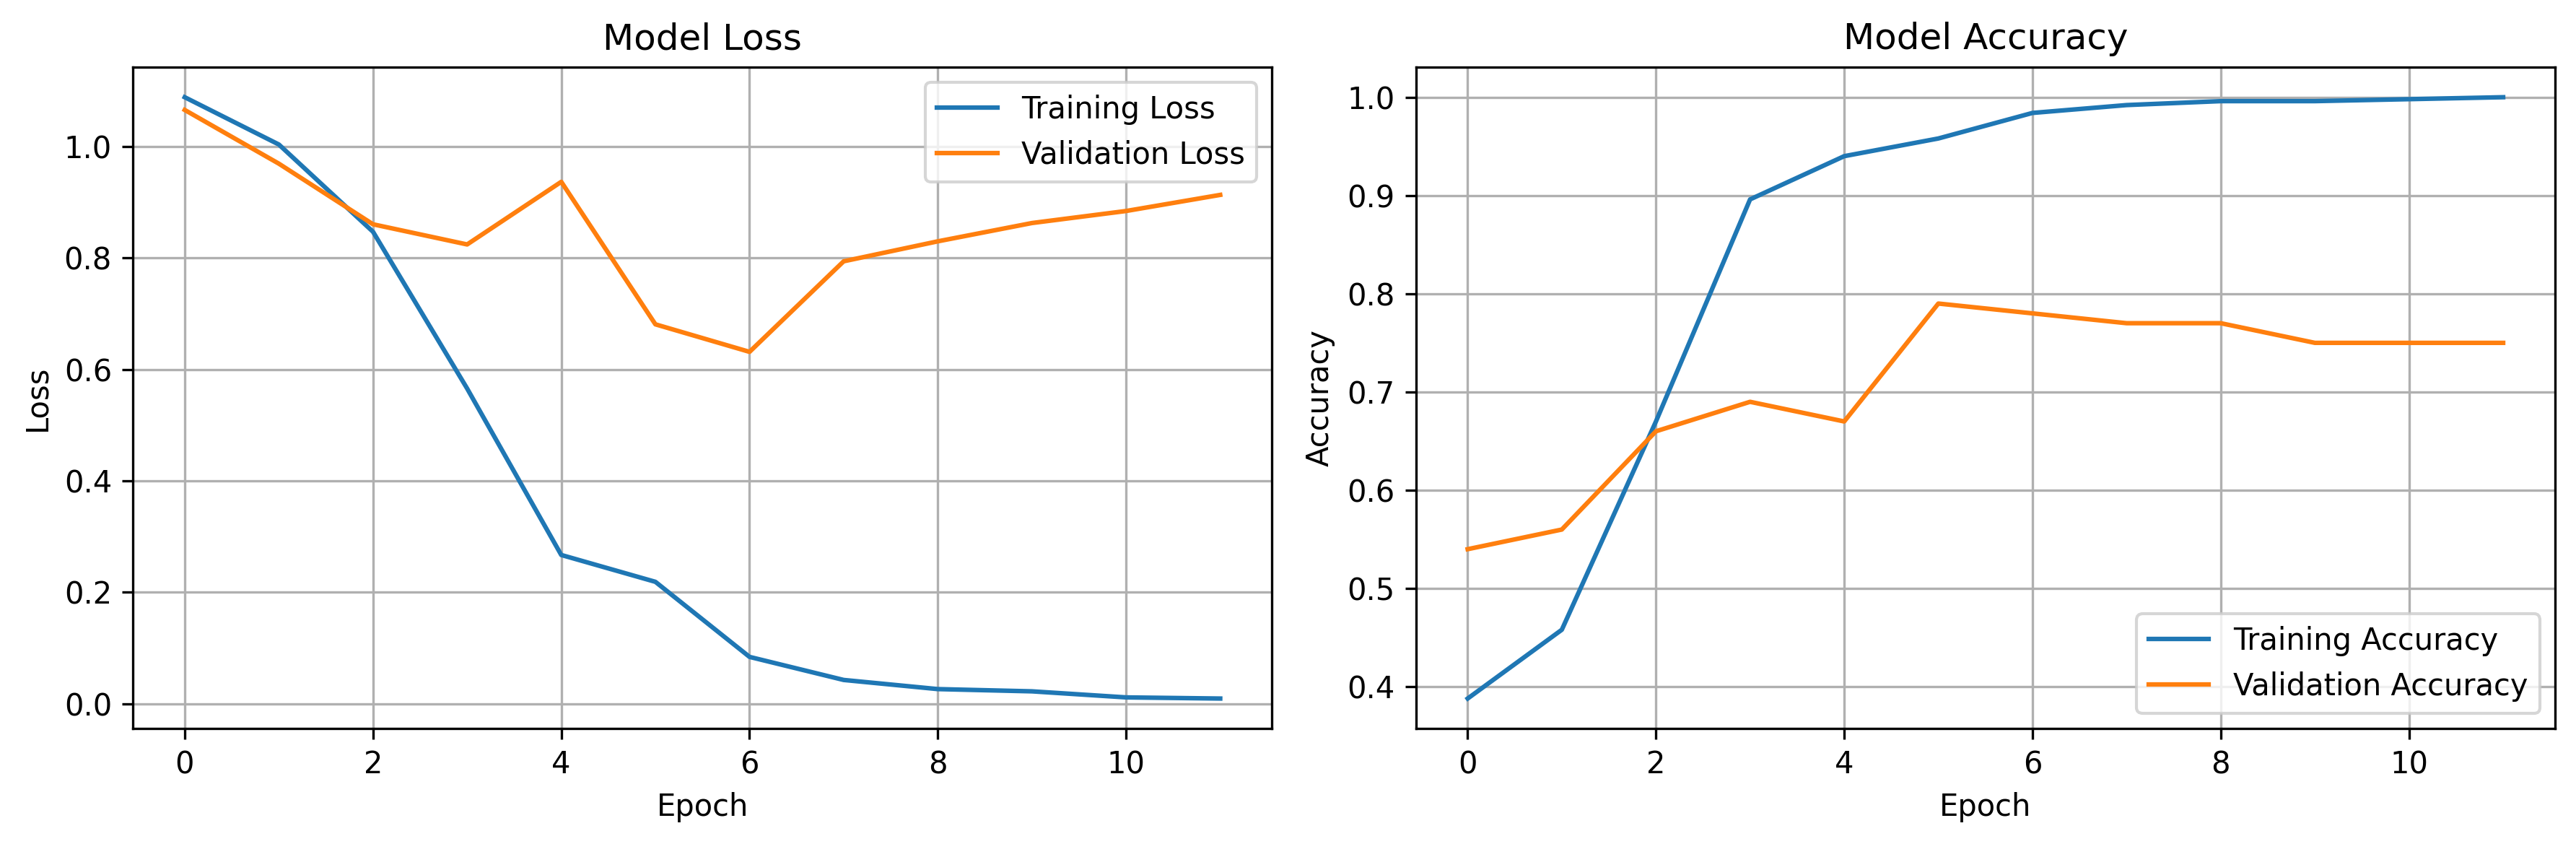 Model Loss
Training Loss
Validation Loss
1.0
0.8
0.6
0.4
0.2
0.0
Loss
0 2 4 6 8 10
Epoch
Model Accuracy
1.0
0.9
0.8
0.7
0.6
0.5
0.4
Accuracy
Training Accuracy
Validation Accuracy
0 2 4 6 8 10
Epoch